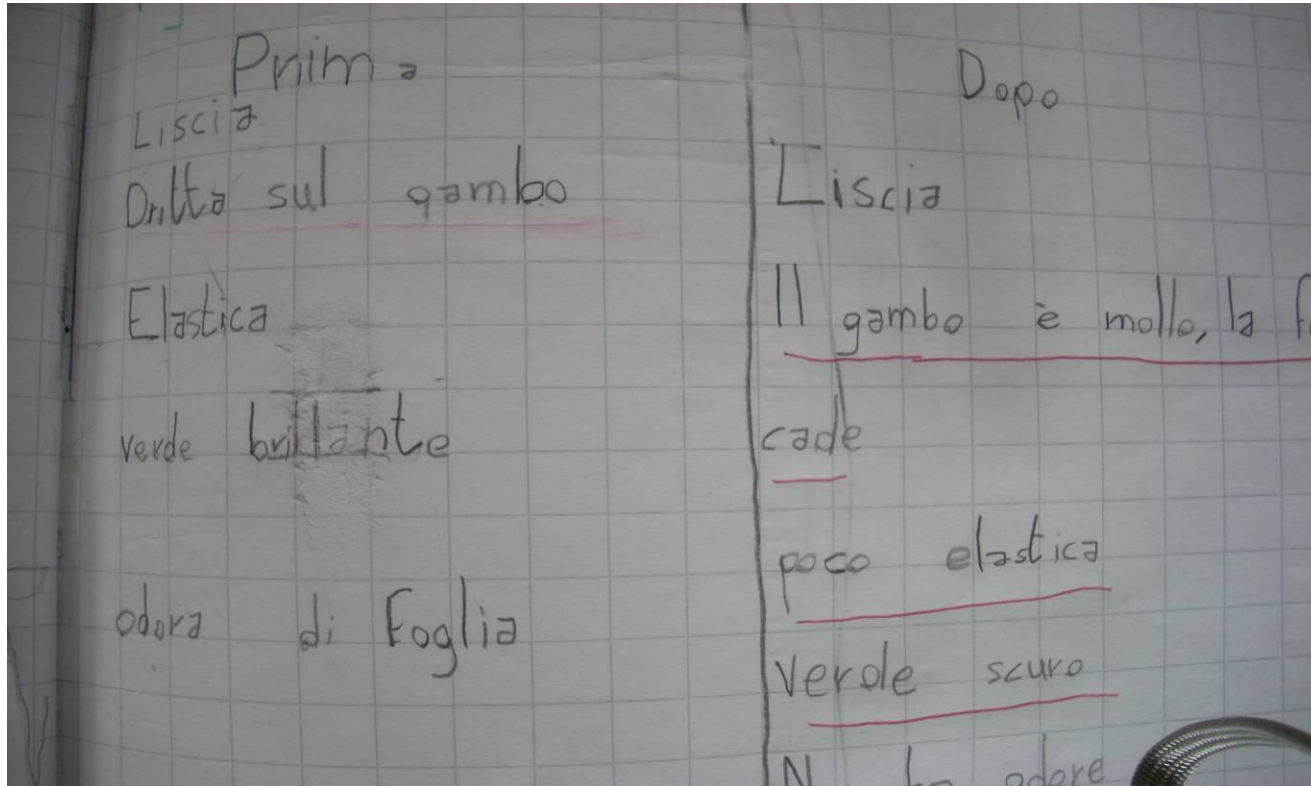 Prima
Liscia
Dritta sul gambo
Elastica
verde brillante
odora di Foglia
Dopo
Liscia
Il gambo è mollo, la
cade
poco elastica
verde scuro
ha odore